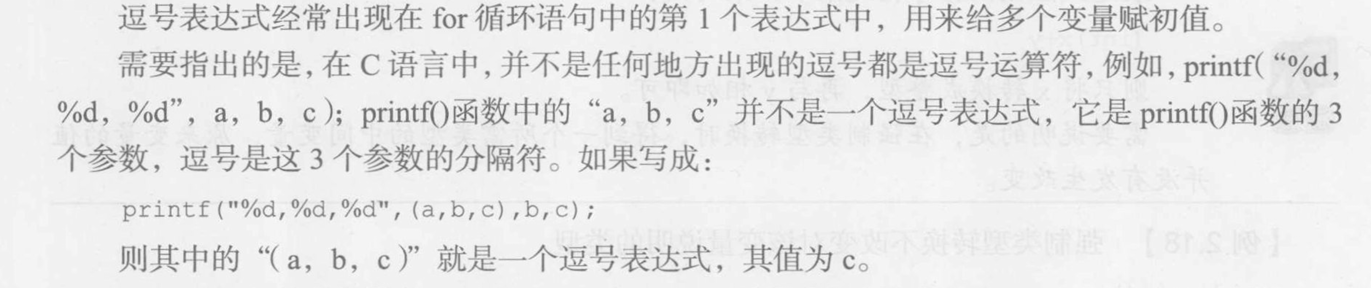 逗号表达式经常出现在 for 循环语句中的第 1 个表达式中，用来给多个变量赋初值。
需要指出的是，在 C 语言中，并不是任何地方出现的逗号都是逗号运算符，例如，printf( “%d，
%d，%d”，a，b，c )；printf()函数中的“a，b，c”并不是一个逗号表达式，它是 printf()函数的 3
个参数，逗号是这 3 个参数的分隔符。如果写成：
printf("%d,%d,%d",(a,b,c),b,c);
则其中的“( a，b，c )”就是一个逗号表达式，其值为 c。